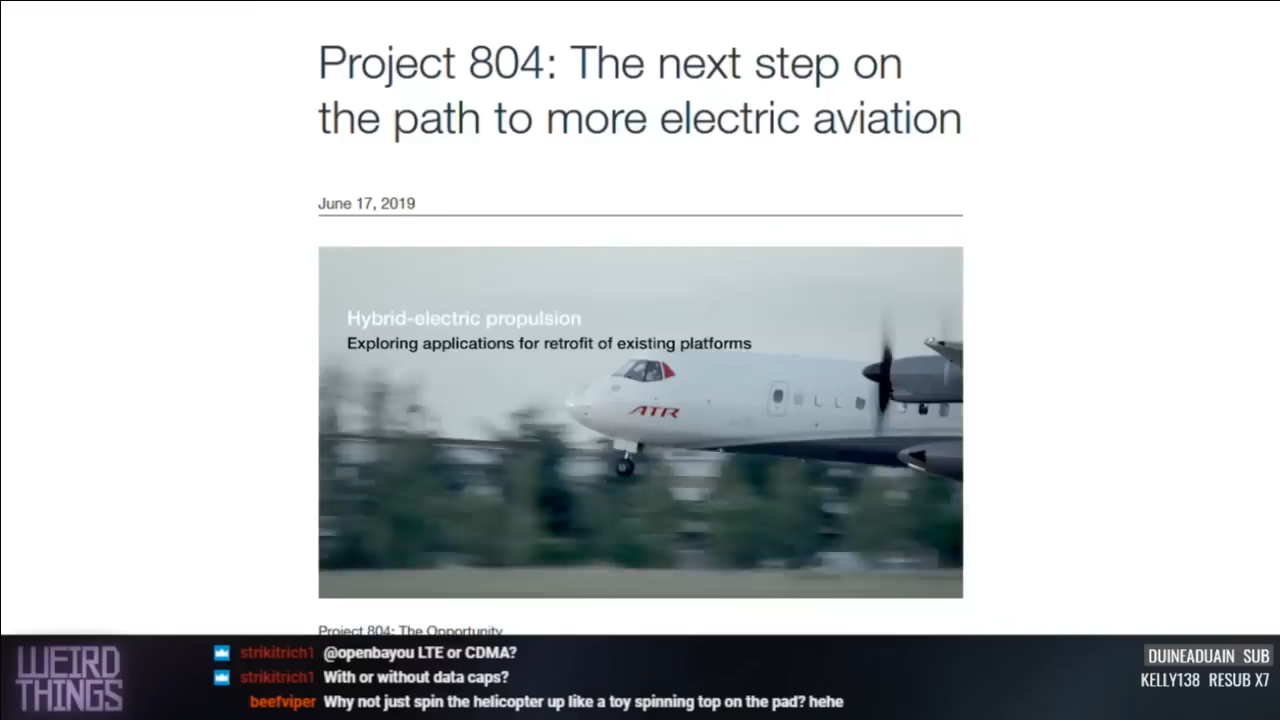 Project 804: The next step on
the path to more electric aviation
June 17, 2019
Hybrid-electric propulsion
Exploring applications for retrofit of existing platforms
ATR
Project 804: The Opportunity
WEIRD
THINGS
strikitrich1 @openbayou LTE or CDMA?
strikitrich1 With or without data caps?
beefviper Why not just spin the helicopter up like a toy spinning top on the pad? hehe
DUINEADUAIN SUB
KELLY138 RESUB X7